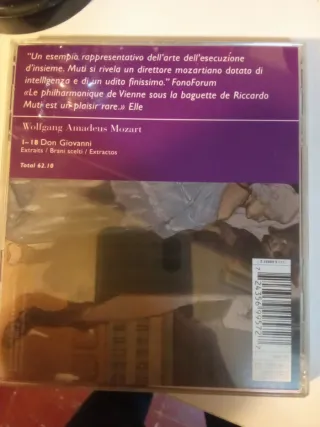 “Un esempio rappresentativo dell'arte dell'esecuzione
d'insieme. Muti si rivela un direttore mozartiano dotato di
intelligenza e di un udito finissimo.” FonoForum
«Le philharmonique de Vienne sous la baguette de Riccardo
Muti est un plaisir rare.» Elle
Wolfgang Amadeus Mozart
1–18 Don Giovanni
Extraits / Brani scelti / Extractos
Total 62.18